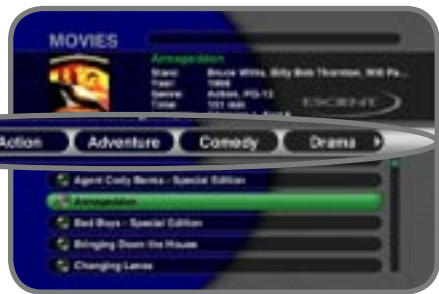 MOVIES
Armageddon
Stars: Bruce Willis, Billy Bob Thornton, Will Pa...
Year: 1998
Genre: Action, PG-13
Time: 151 min
ESCIENT
Action Adventure Comedy Drama
Agent Cody Banks - Special Edition
Armageddon
Bad Boys - Special Edition
Bringing Down the House
Changing Lanes